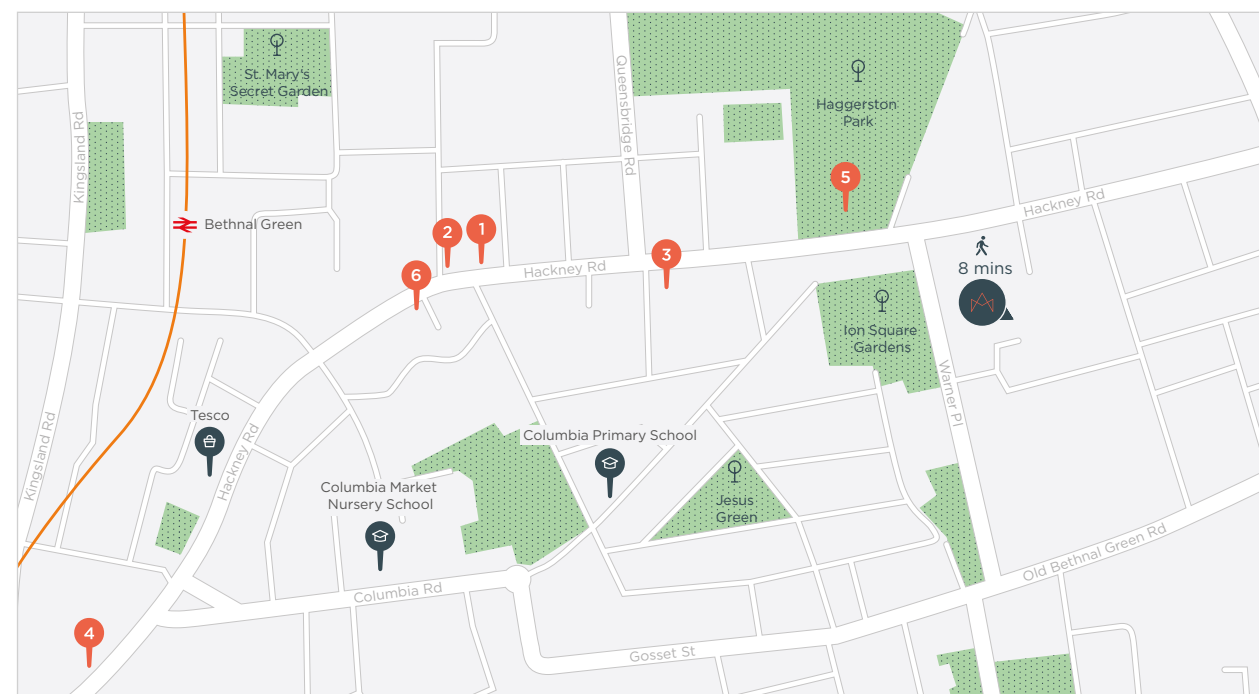 St. Mary's
Secret Garden
Kingsland Rd
Queensbridge Rd
Haggerston
Park
5
Hackney Rd
Bethnal Green
2
1
3
6
Hackney Rd
8 mins
Ion Square
Gardens
Warner Pl
Kingsland Rd
Tesco
Hackney Rd
Columbia Primary School
Columbia Market
Nursery School
Jesus
Green
Old Bethnal Green Rd
Columbia Rd
4
Gosset St